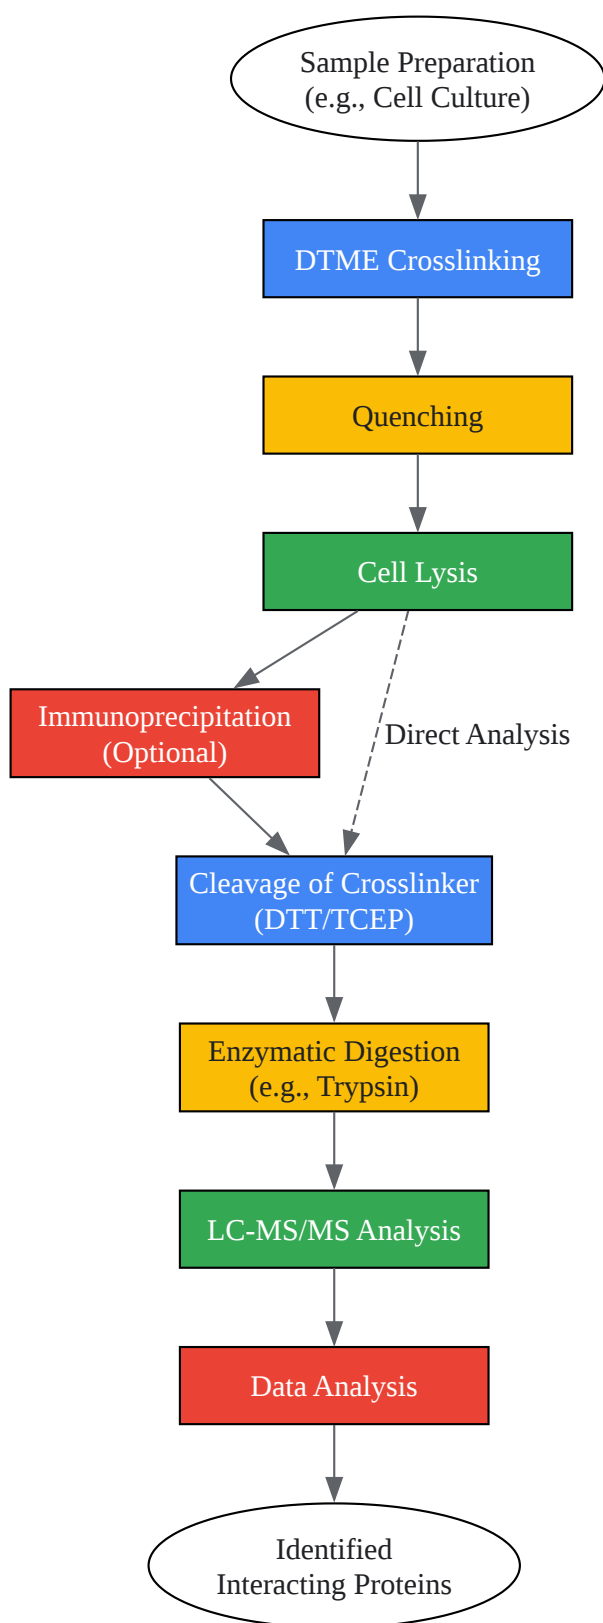 Sample Preparation
(e.g., Cell Culture)
DTME Crosslinking
Quenching
Cell Lysis
Immunoprecipitation
(Optional)
Direct Analysis
Cleavage of Crosslinker
(DTT/TCEP)
Enzymatic Digestion
(e.g., Trypsin)
LC-MS/MS Analysis
Data Analysis
Identified
Interacting Proteins